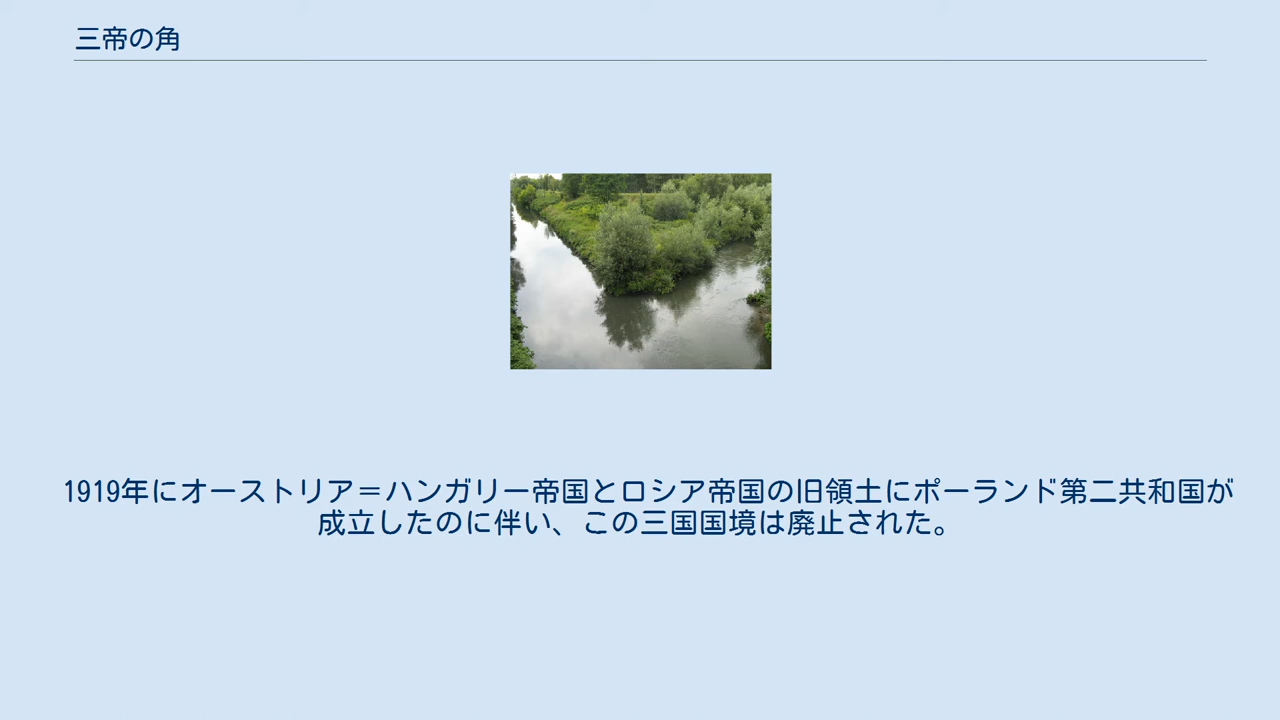 三帝の角
1919年にオーストリア＝ハンガリー帝国とロシア帝国の旧領土にポーランド第二共和国が
成立したのに伴い、この三国国境は廃止された。